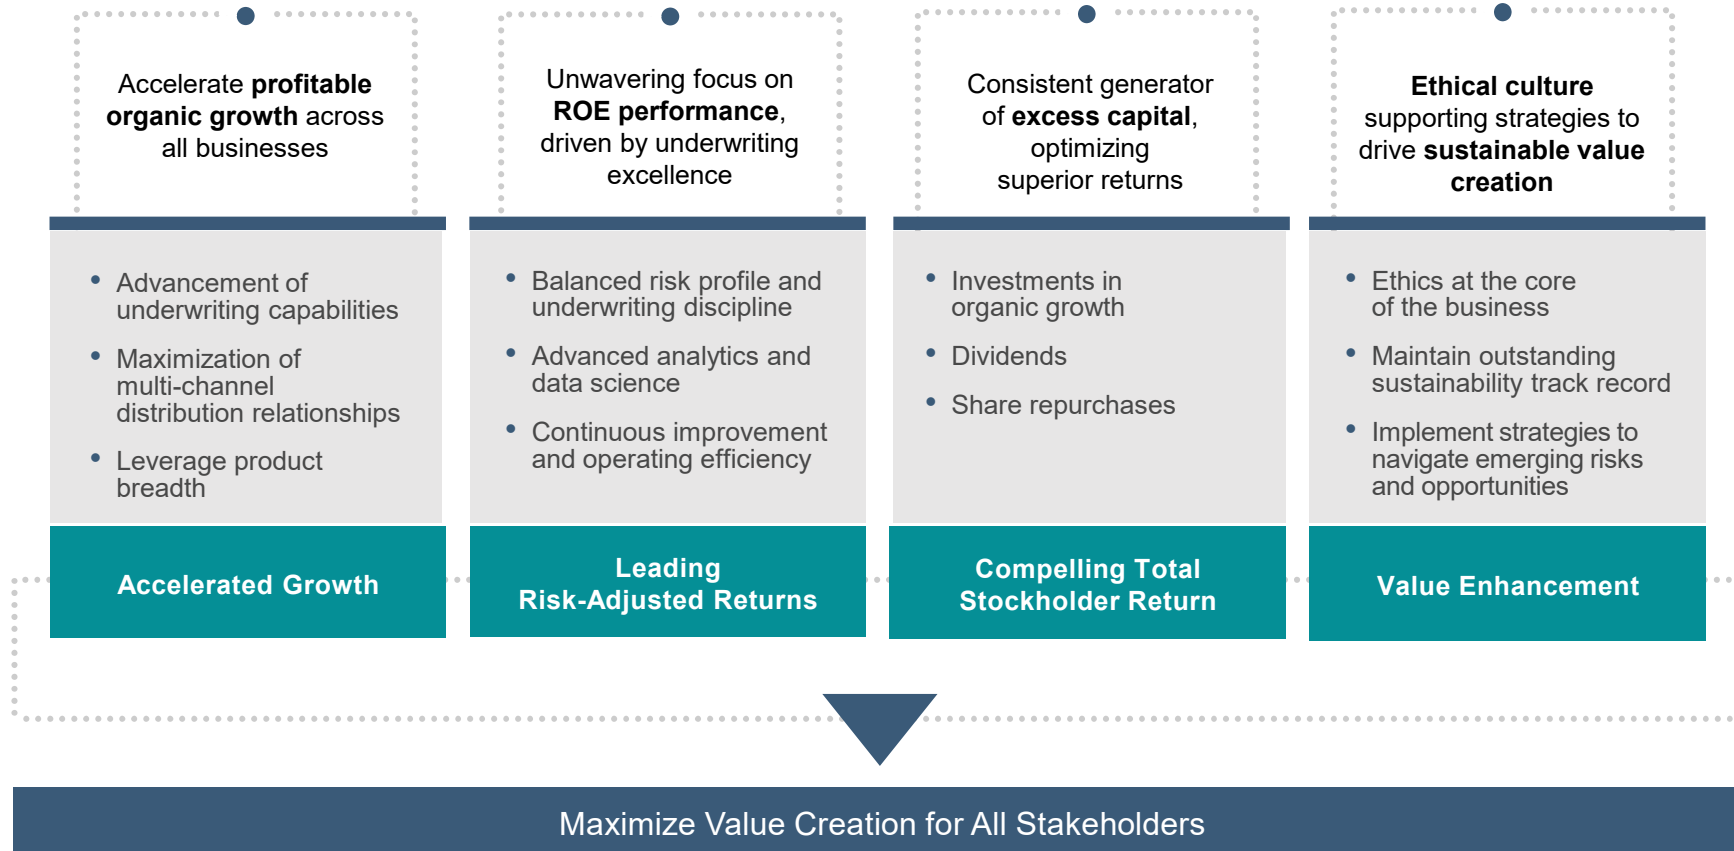 Accelerate profitable
organic growth across
all businesses
Unwavering focus on
ROE performance,
driven by underwriting
excellence
Consistent generator
of excess capital,
optimizing
superior returns
Ethical culture
supporting strategies to
drive sustainable value
creation
• Advancement of
underwriting capabilities
• Maximization of
multi-channel
distribution relationships
• Leverage product
breadth
• Balanced risk profile and
underwriting discipline
• Advanced analytics and
data science
• Continuous improvement
and operating efficiency
• Investments in
organic growth
• Dividends
• Share repurchases
• Ethics at the core
of the business
• Maintain outstanding
sustainability track record
• Implement strategies to
navigate emerging risks
and opportunities
Accelerated Growth
Leading
Risk-Adjusted Returns
Compelling Total
Stockholder Return
Value Enhancement
Maximize Value Creation for All Stakeholders